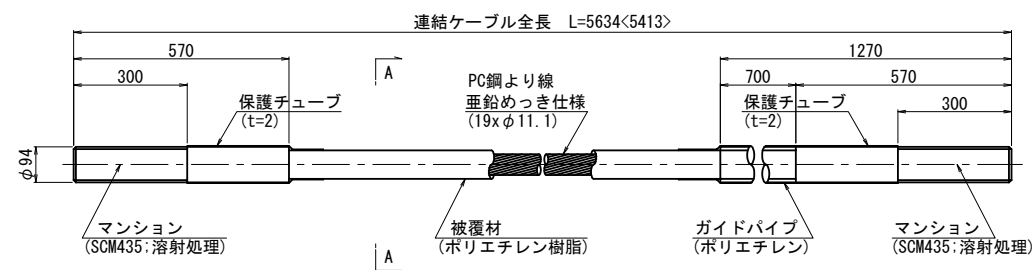 連結ケーブル全長 L=5634<5413>
570
1270
300
A
PC鋼より線
亜鉛めっき仕様
(19xφ11.1)
700
570
保護チューブ
(t=2)
保護チューブ
(t=2)
300
φ94
マンション
(SCM435;溶射処理)
被覆材
(ポリエチレン樹脂)
ガイドパイプ
(ポリエチレン)
マンション
(SCM435;溶射処理)
A